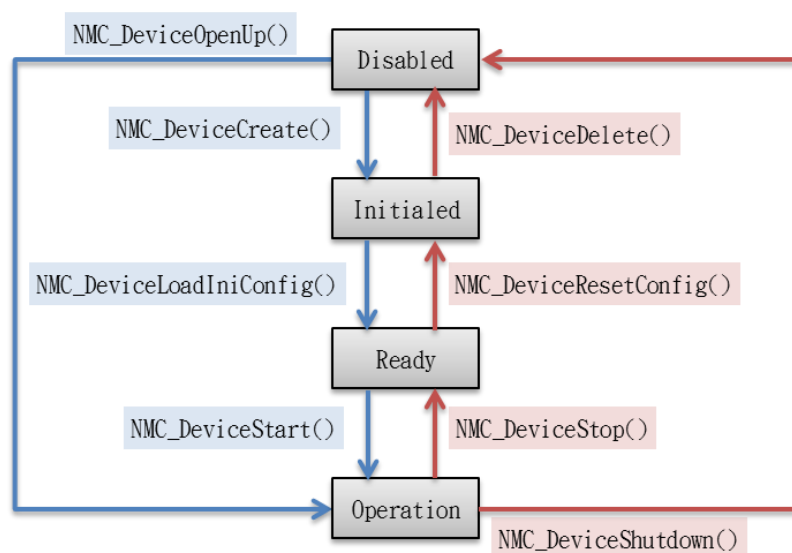 NMC_DeviceOpenUp()
Disabled
NMC_DeviceCreate()
NMC_DeviceDelete()
Initialed
NMC_DeviceLoadIniConfig()
NMC_DeviceResetConfig()
Ready
NMC_DeviceStart()
NMC_DeviceStop()
Operation
NMC_DeviceShutdown()